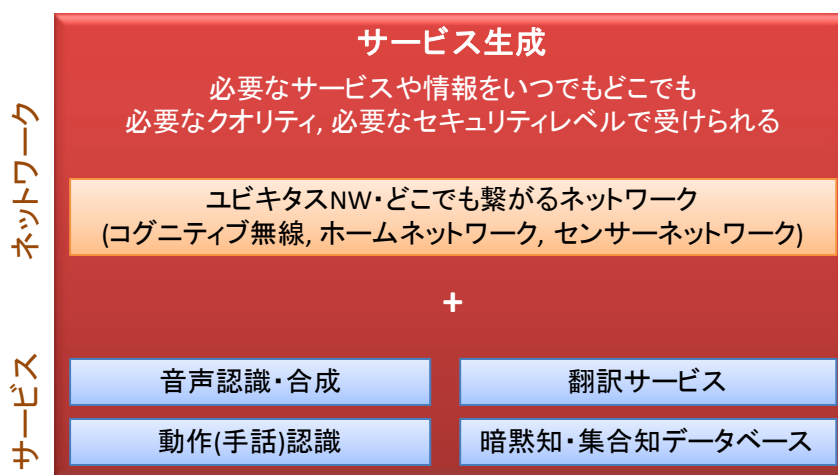 サービス生成
必要なサービスや情報をいつでもどこでも
必要なクオリティ, 必要なセキュリティレベルで受けられる
ネットワーク
ユビキタスNW・どこでも繋がるネットワーク
(コグニティブ無線, ホームネットワーク, センサーネットワーク)
+
サービス
音声認識・合成
翻訳サービス
動作(手話)認識
暗黙知・集合知データベース